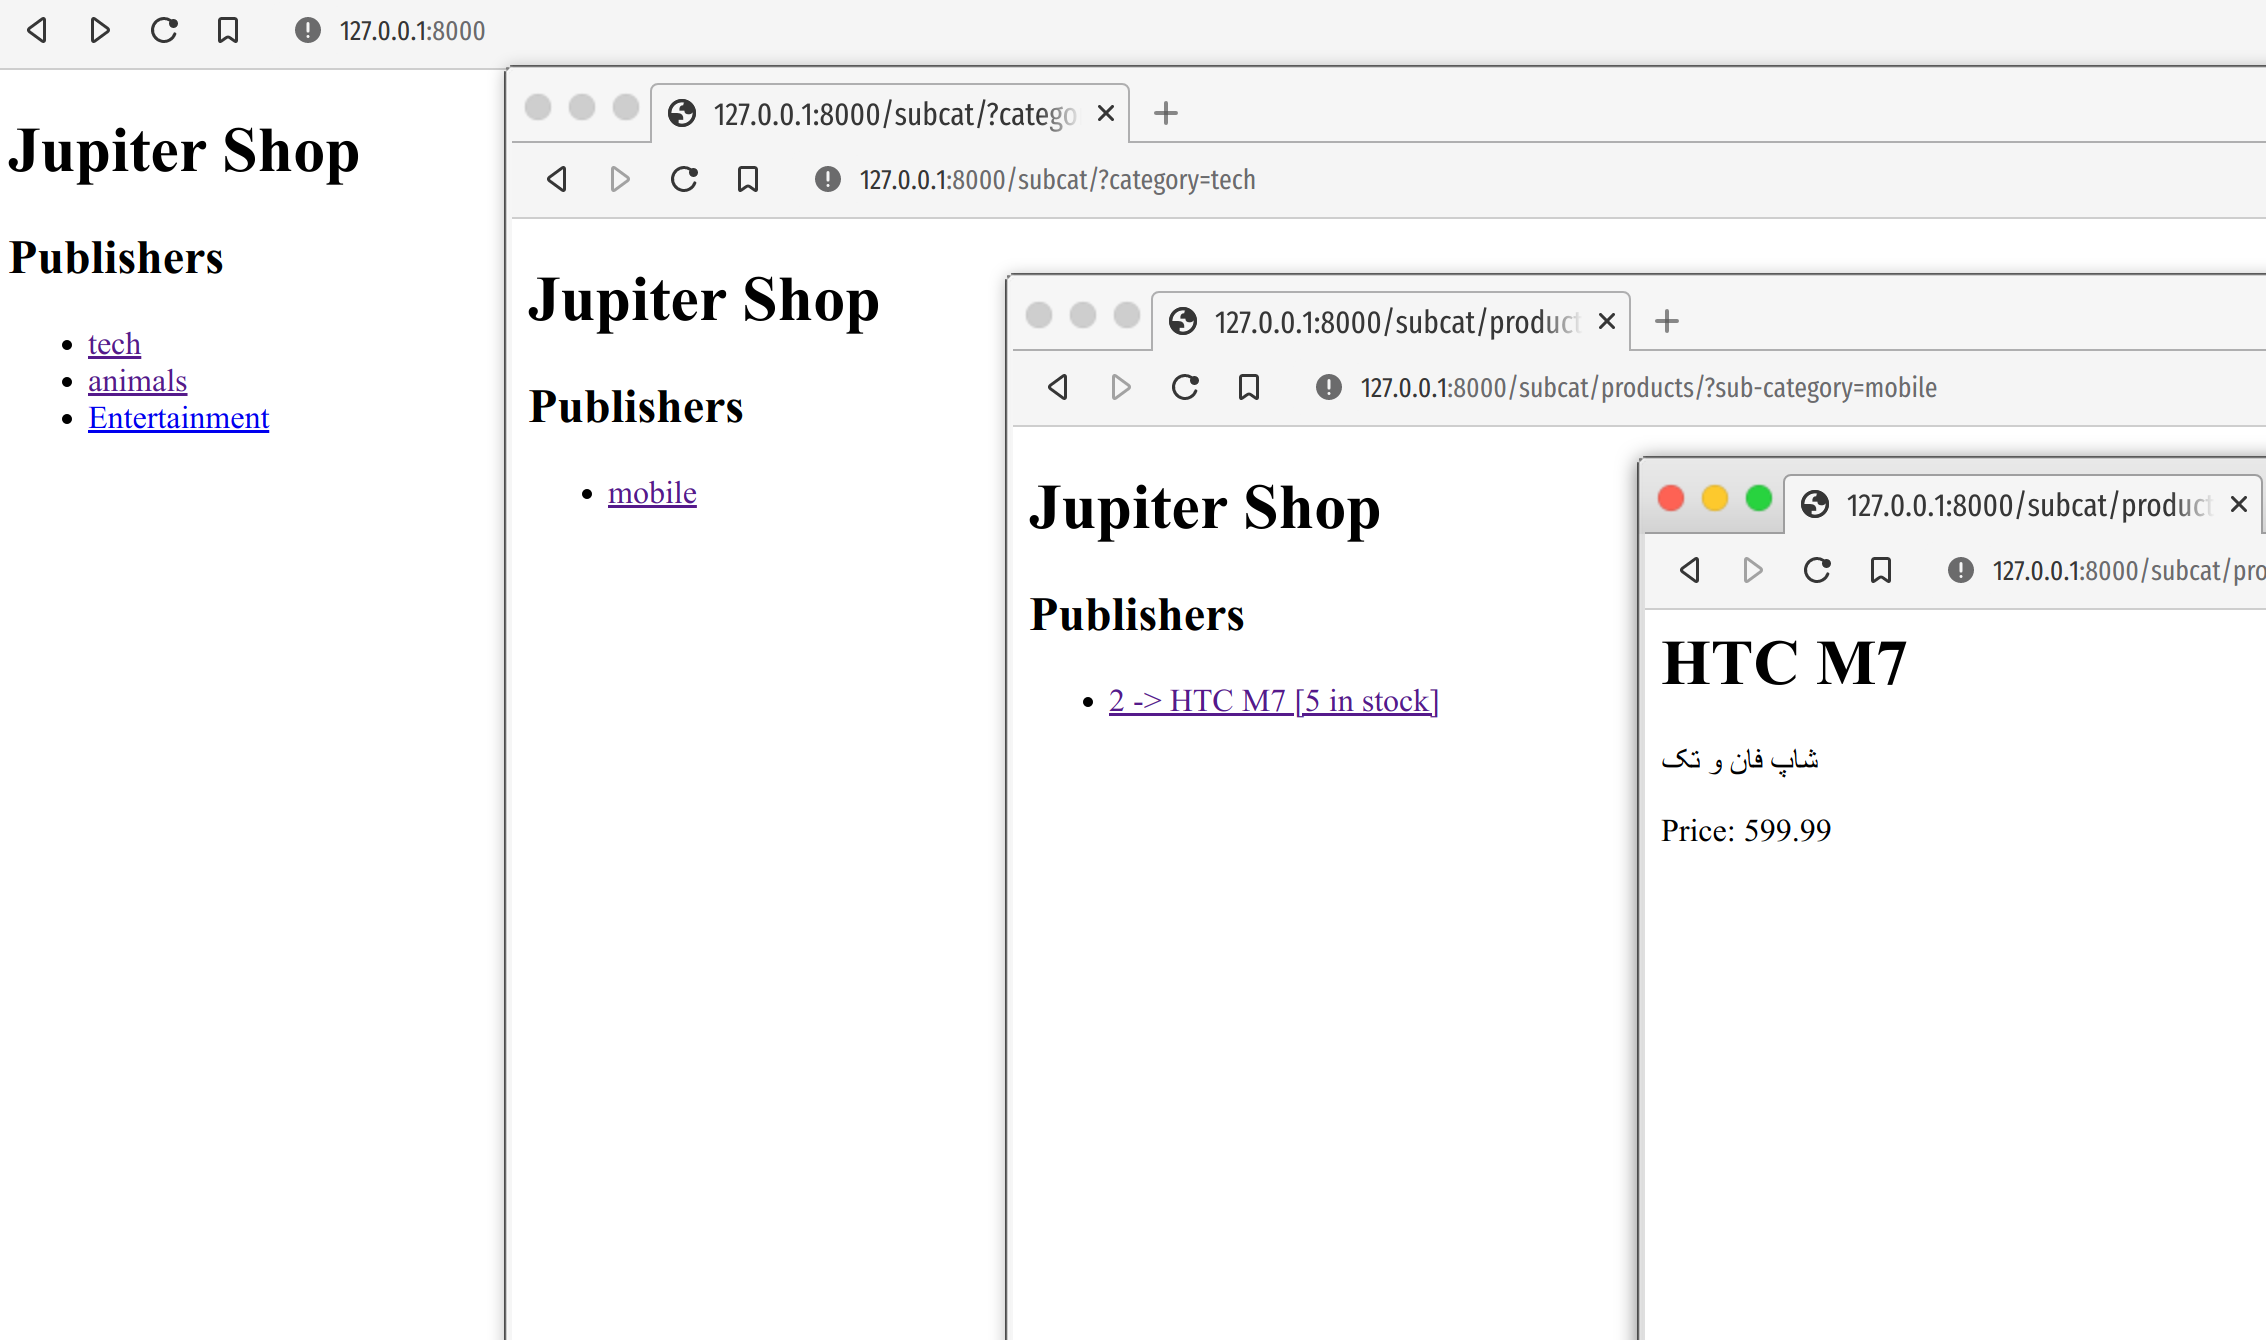 127.0.0.1:8000
Jupiter Shop
Publishers
tech
animals
Entertainment
127.0.0.1:8000/subcat/?catego
127.0.0.1:8000/subcat/?category=tech
Jupiter Shop
Publishers
mobile
127.0.0.1:8000/subcat/product
127.0.0.1:8000/subcat/products/?sub-category=mobile
Jupiter Shop
Publishers
2 -> HTC M7 [5 in stock]
127.0.0.1:8000/subcat/product
127.0.0.1:8000/subcat/pro
HTC M7
شاپ فان و تک
Price: 599.99